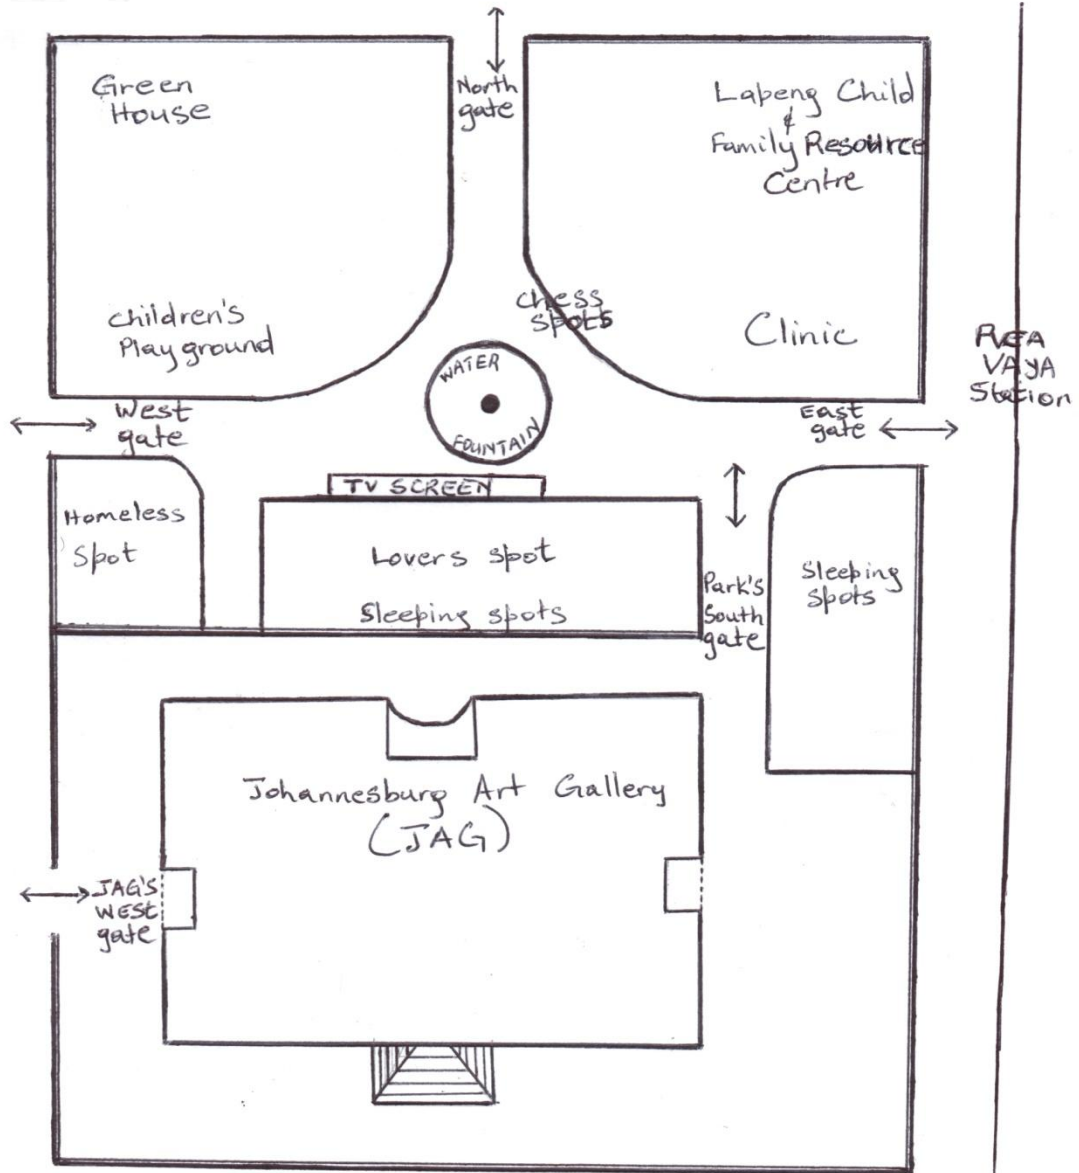 Green
House
North
gate
Lapeng Child
&
Family Resource
Centre
Children's
Playground
Chess
Spots
Clinic
REA
VAYA
Station
WATER
FOUNTAIN
West
gate
East
gate
TV SCREEN
Homeless
Spot
Lovers spot
Sleeping spots
Park's
South
gate
Sleeping
spots
Johannesburg Art Gallery
(JAG)
JAG'S
WEST
gate